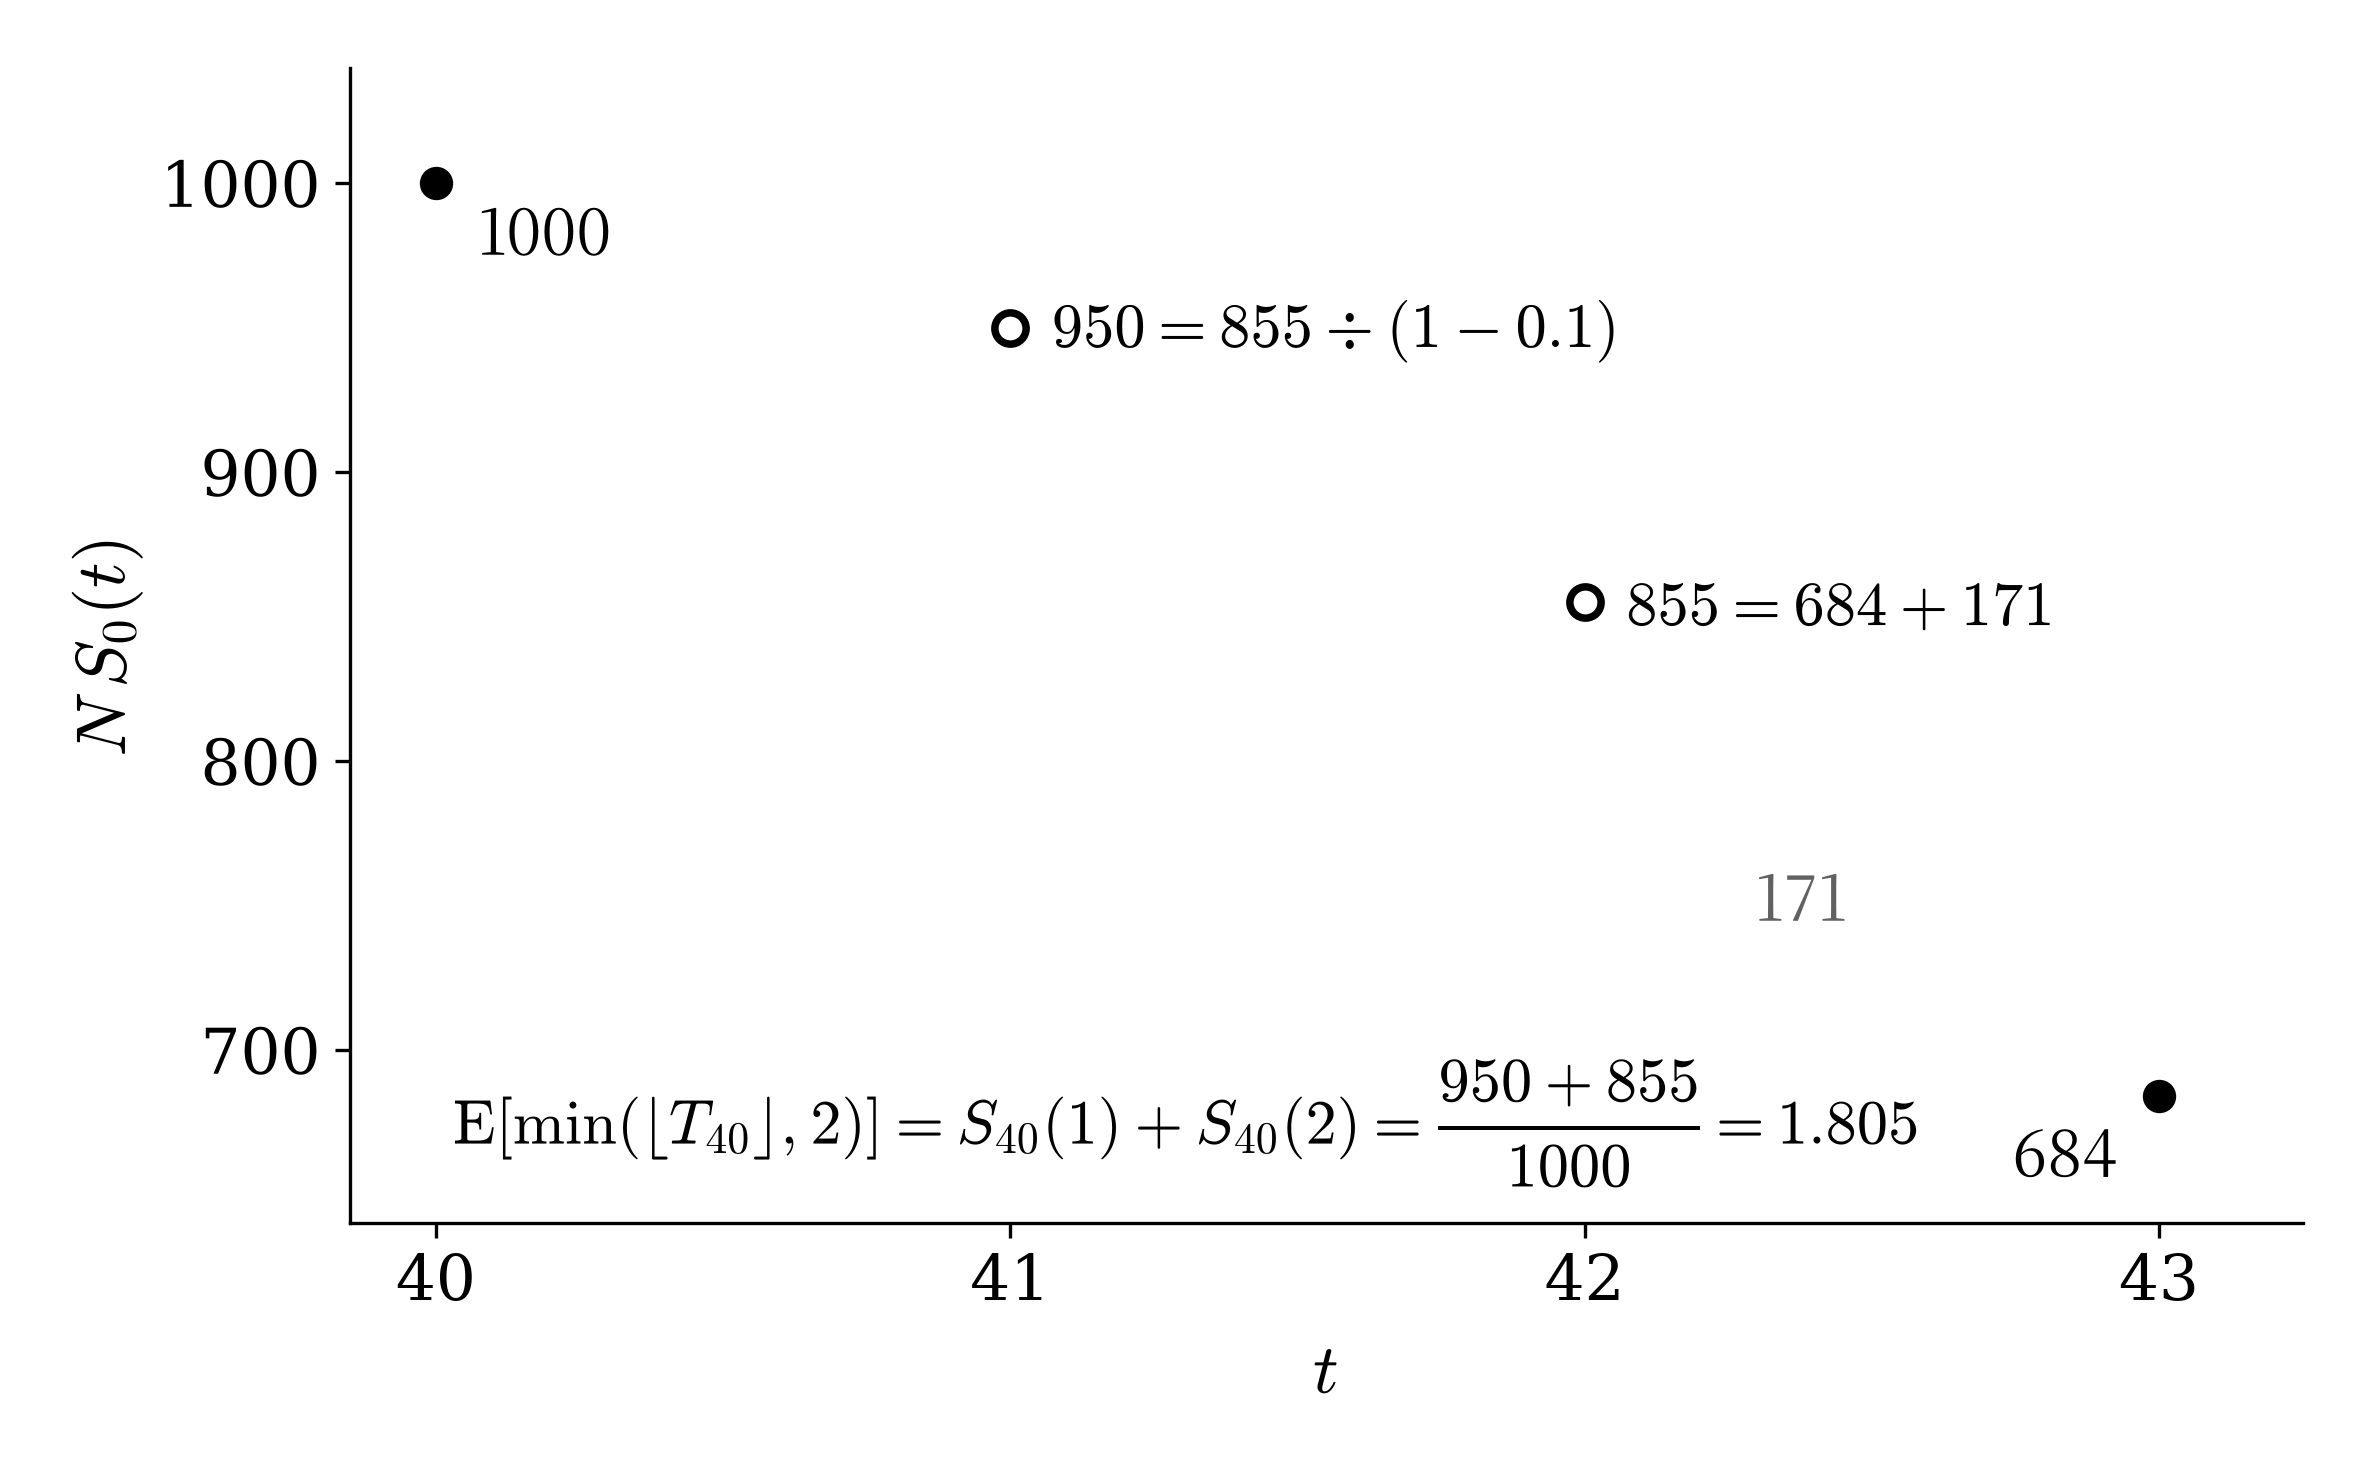 1000
1000
950 = 855 ÷ (1 − 0.1)
900
N S₀(t)
855 = 684 + 171
800
171
700
E[min(⌊T₄₀⌋, 2)] = S₄₀(1) + S₄₀(2) = \frac{950 + 855}{1000} = 1.805
684
40 41 42 43
t